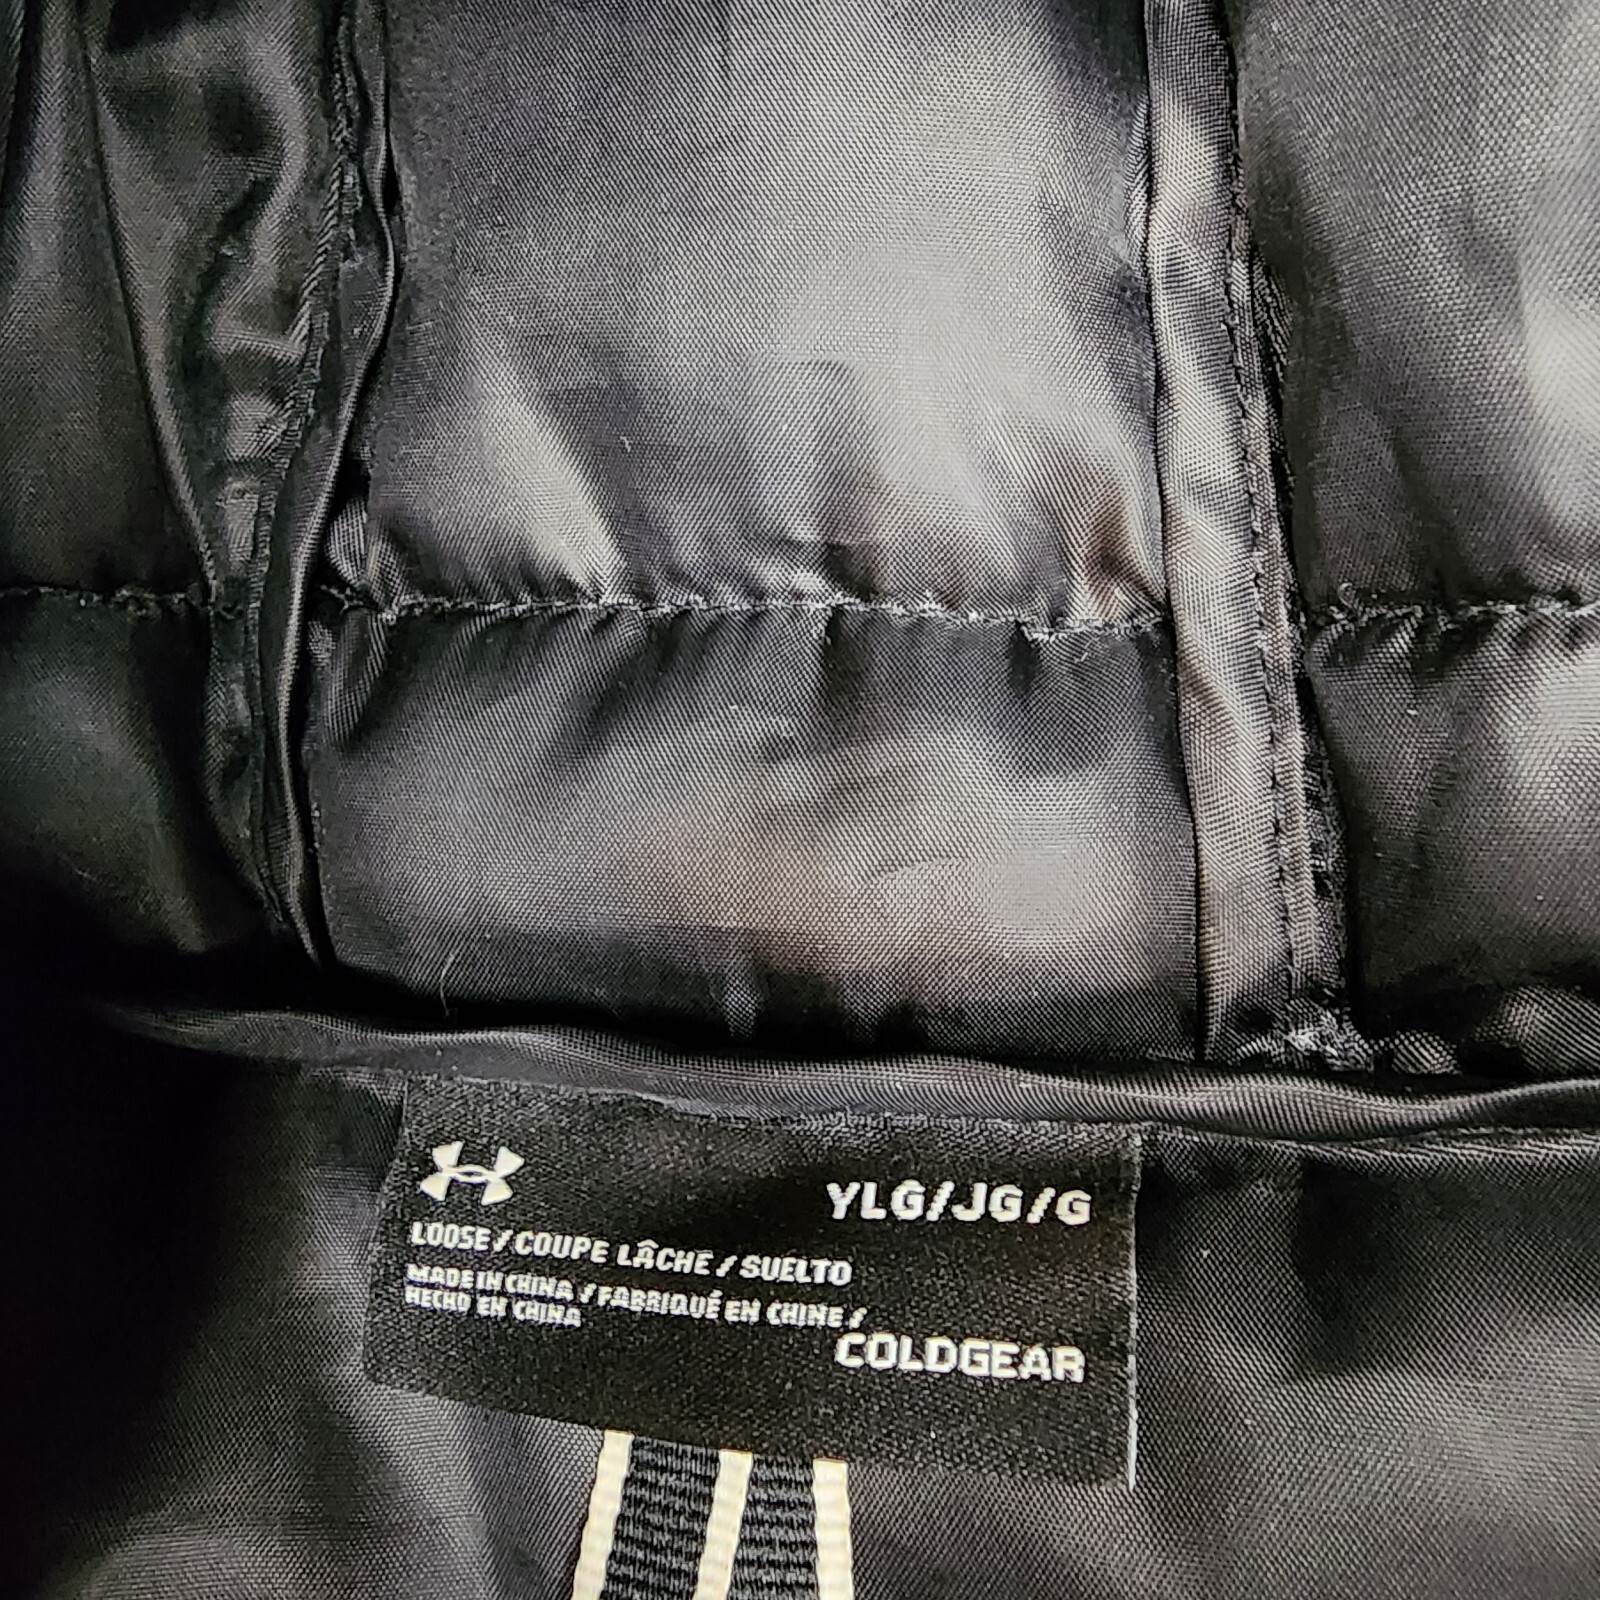 YLG/JG/G
LOOSE / COUPE LÂCHE / SUELTO
MADE IN CHINA / FABRIQUÉ EN CHINE /
HECHO EN CHINA
COLDGEAR